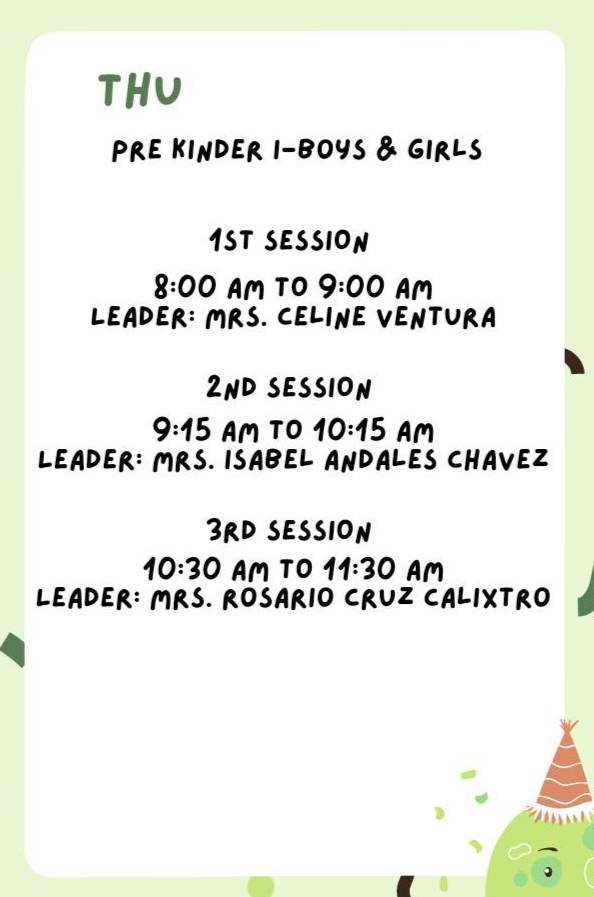 THU
PRE KINDER I-BOYS & GIRLS
1ST SESSION
8:00 AM TO 9:00 AM
LEADER: MRS. CELINE VENTURA
2ND SESSION
9:15 AM TO 10:15 AM
LEADER: MRS. ISABEL ANDALES CHAVEZ
3RD SESSION
10:30 AM TO 11:30 AM
LEADER: MRS. ROSARIO CRUZ CALIXTRO